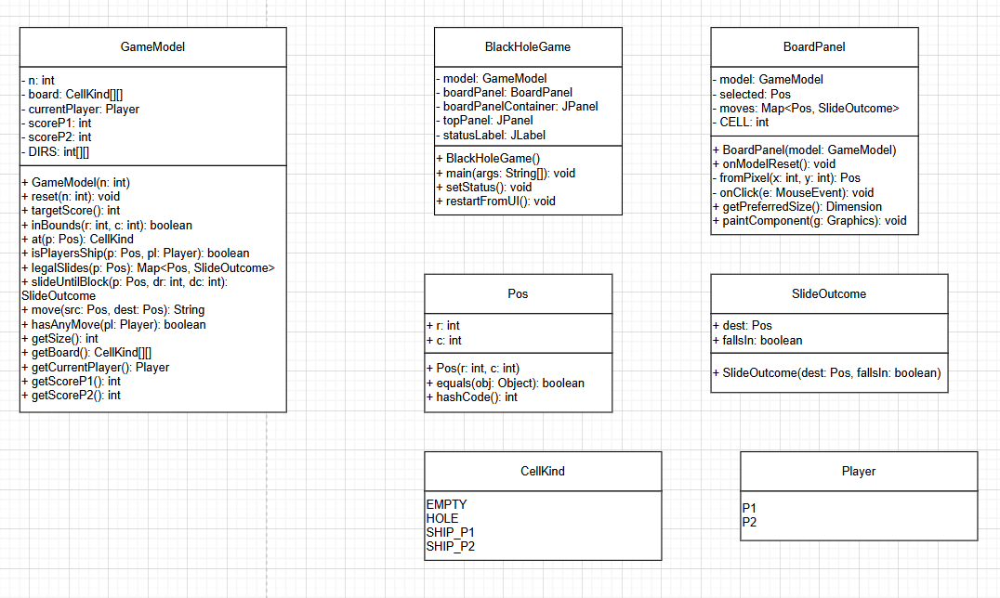 GameModel
- n: int
- board: CellKind[][]
- currentPlayer: Player
- scoreP1: int
- scoreP2: int
- DIRS: int[][]
+ GameModel(n: int)
+ reset(n: int): void
+ targetScore(): int
+ inBounds(r: int, c: int): boolean
+ at(p: Pos): CellKind
+ isPlayersShip(p: Pos, pl: Player): boolean
+ legalSlides(p: Pos): Map<Pos, SlideOutcome>
+ slideUntilBlock(p: Pos, dr: int, dc: int):
SlideOutcome
+ move(src: Pos, dest: Pos): String
+ hasAnyMove(pl: Player): boolean
+ getSize(): int
+ getBoard(): CellKind[][]
+ getCurrentPlayer(): Player
+ getScoreP1(): int
+ getScoreP2(): int
BlackHoleGame
- model: GameModel
- boardPanel: BoardPanel
- boardPanelContainer: JPanel
- topPanel: JPanel
- statusLabel: JLabel
+ BlackHoleGame()
+ main(args: String[]): void
+ setStatus(): void
+ restartFromUI(): void
BoardPanel
- model: GameModel
- selected: Pos
- moves: Map<Pos, SlideOutcome>
- CELL: int
+ BoardPanel(model: GameModel)
+ onModelReset(): void
- fromPixel(x: int, y: int): Pos
- onClick(e: MouseEvent): void
+ getPreferredSize(): Dimension
+ paintComponent(g: Graphics): void
Pos
+ r: int
+ c: int
+ Pos(r: int, c: int)
+ equals(obj: Object): boolean
+ hashCode(): int
SlideOutcome
+ dest: Pos
+ fallsIn: boolean
+ SlideOutcome(dest: Pos, fallsIn: boolean)
CellKind
EMPTY
HOLE
SHIP_P1
SHIP_P2
Player
P1
P2